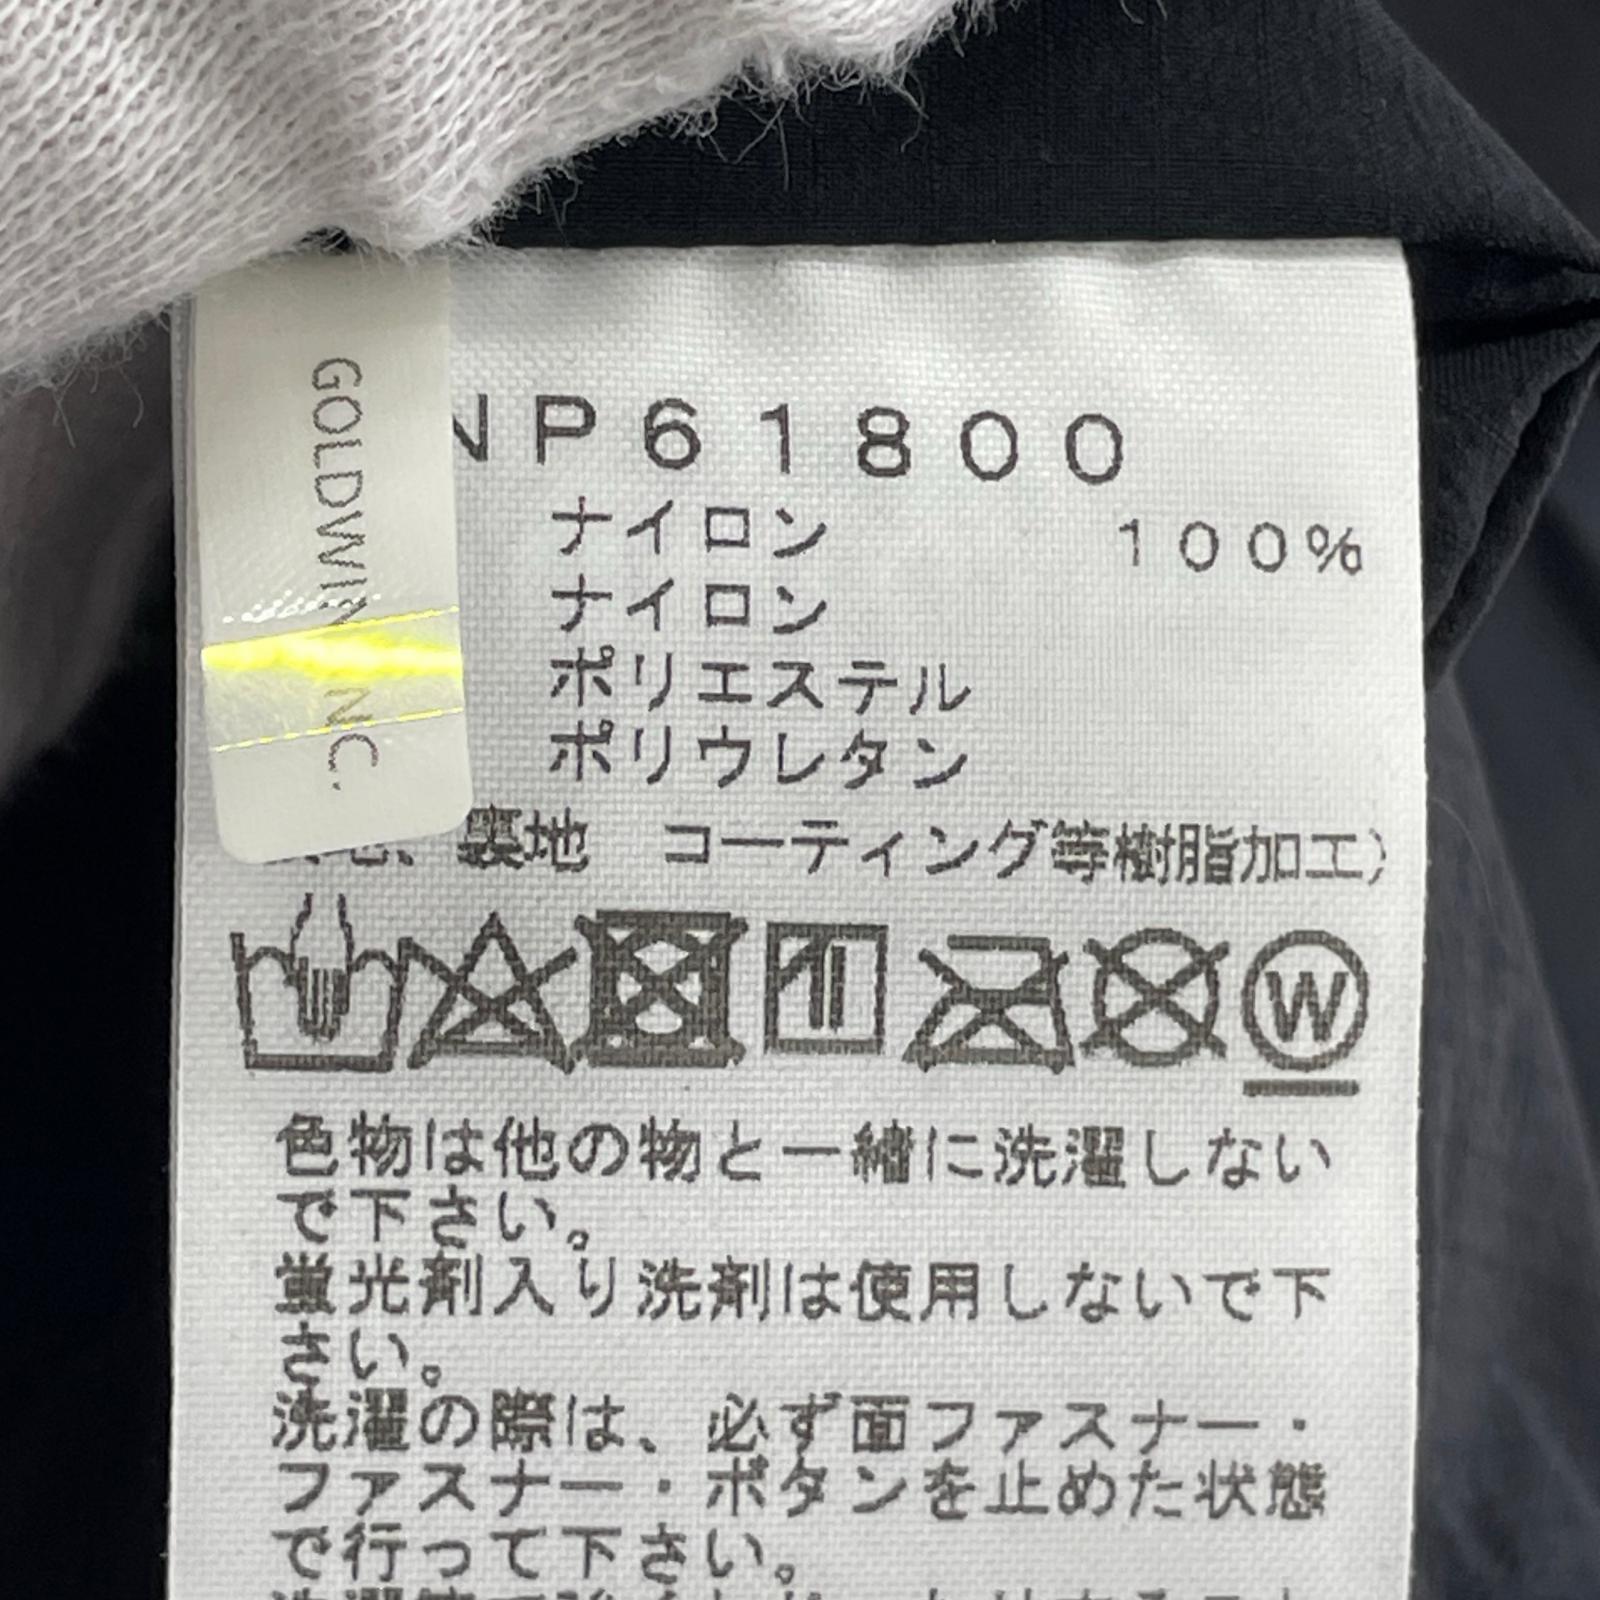 GOLDWIN INC.
NP61800
ナイロン 100%
ナイロン
ポリエステル
ポリウレタン
裏地 コーティング等樹脂加工)
W
色物は他の物と一緒に洗濯しない
で下さい。
蛍光剤入り洗剤は使用しないで下
さい。
洗濯の際は、必ず面ファスナー・
ファスナー・ボタンを止めた状態
で行って下さい。